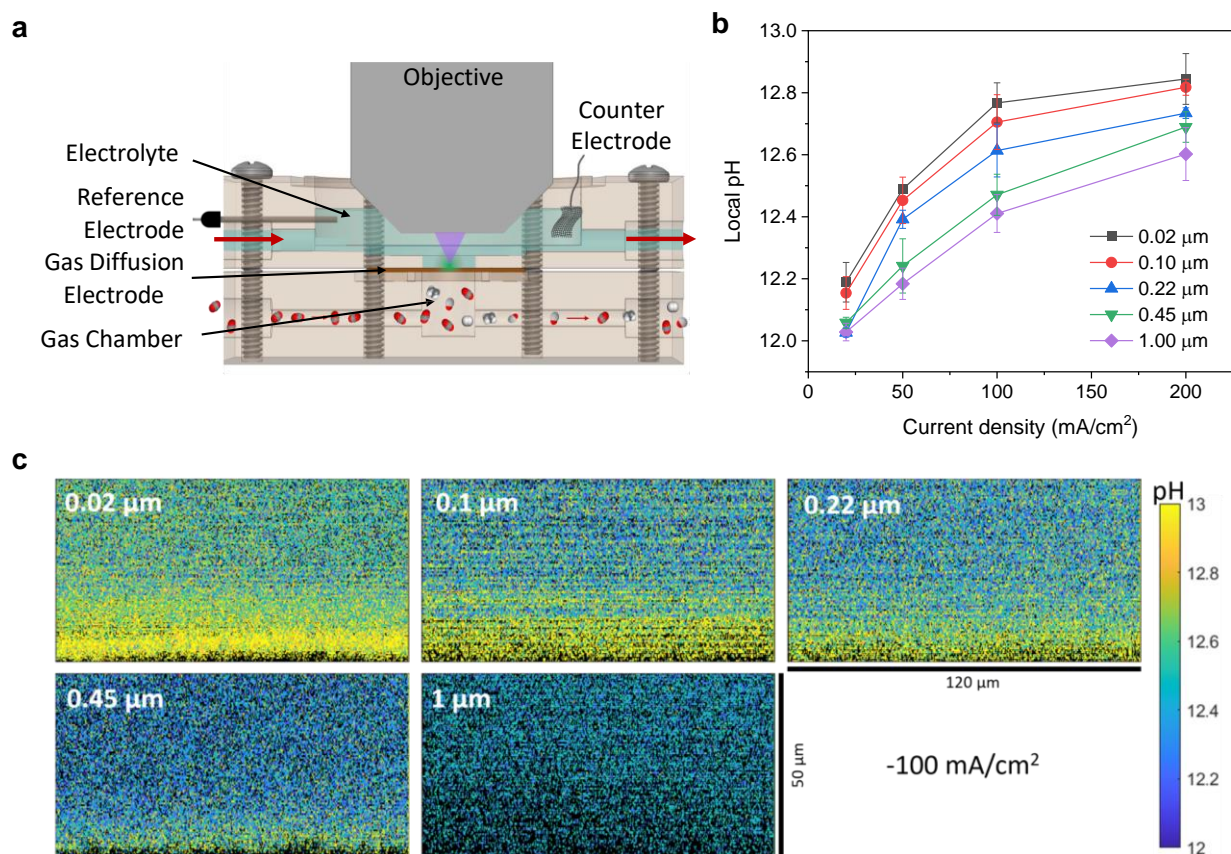 a
Objective
Counter
Electrode
Electrolyte
Reference
Electrode
Gas Diffusion
Electrode
Gas Chamber
b
13.0
12.8
12.6
12.4
12.2
12.0
Local pH
0
50
100
150
200
Current density (mA/cm²)
0.02 μm
0.10 μm
0.22 μm
0.45 μm
1.00 μm
c
0.02 μm
0.1 μm
0.22 μm
120 μm
0.45 μm
1 μm
50 μm
-100 mA/cm²
pH
13
12.8
12.6
12.4
12.2
12